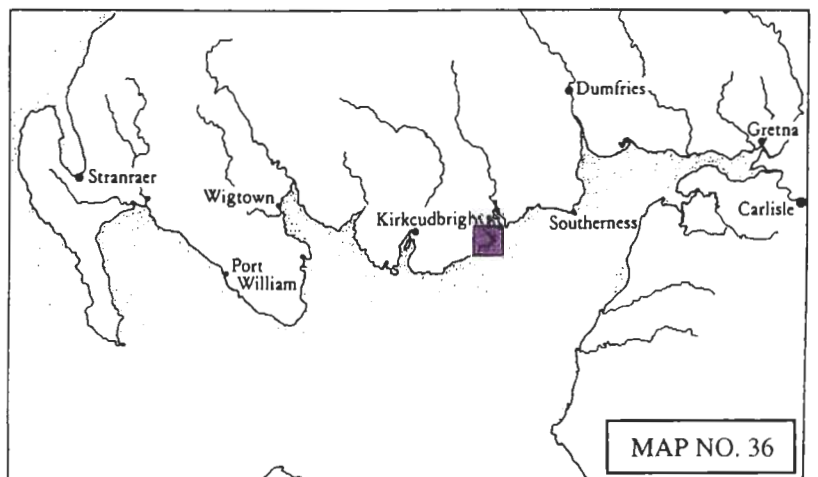 Dumfries
Gretna
Stranraer
Wigtown
Kirkcudbright
Southerness
Carlisle
Port
William
MAP NO. 36